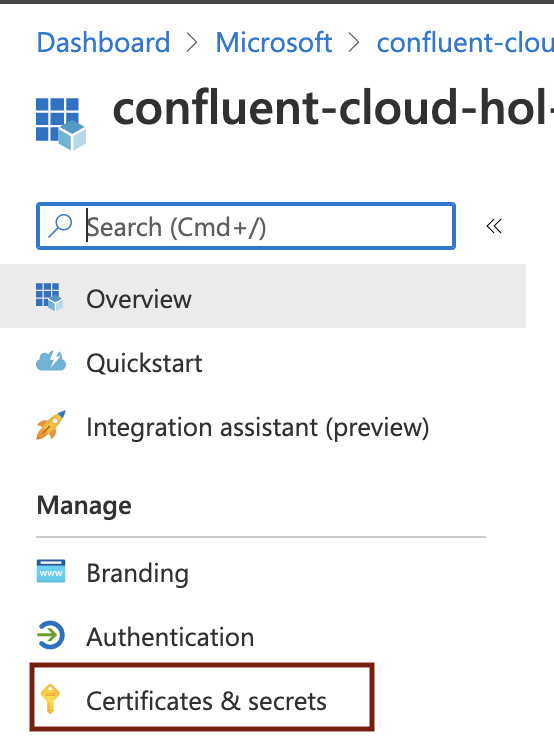 Dashboard > Microsoft > confluent-clou
confluent-cloud-hol-
Search (Cmd+/)
«
Overview
Quickstart
Integration assistant (preview)
Manage
www
Branding
Authentication
Certificates & secrets